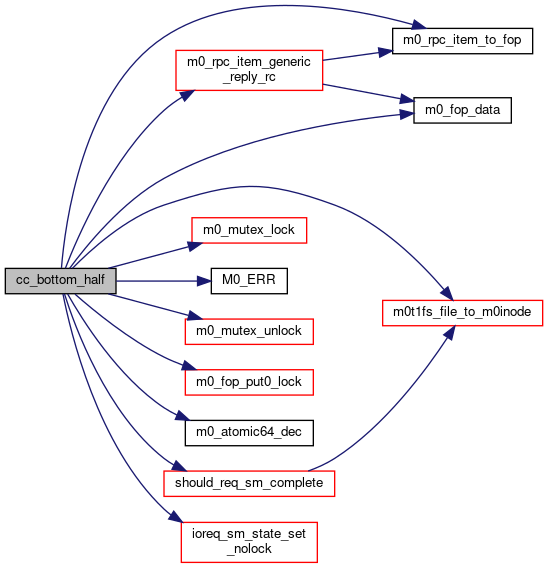 m0_rpc_item_to_fop
m0_rpc_item_generic
_reply_rc
m0_fop_data
m0_mutex_lock
cc_bottom_half
M0_ERR
m0t1fs_file_to_m0inode
m0_mutex_unlock
m0_fop_put0_lock
m0_atomic64_dec
should_req_sm_complete
ioreq_sm_state_set
_nolock